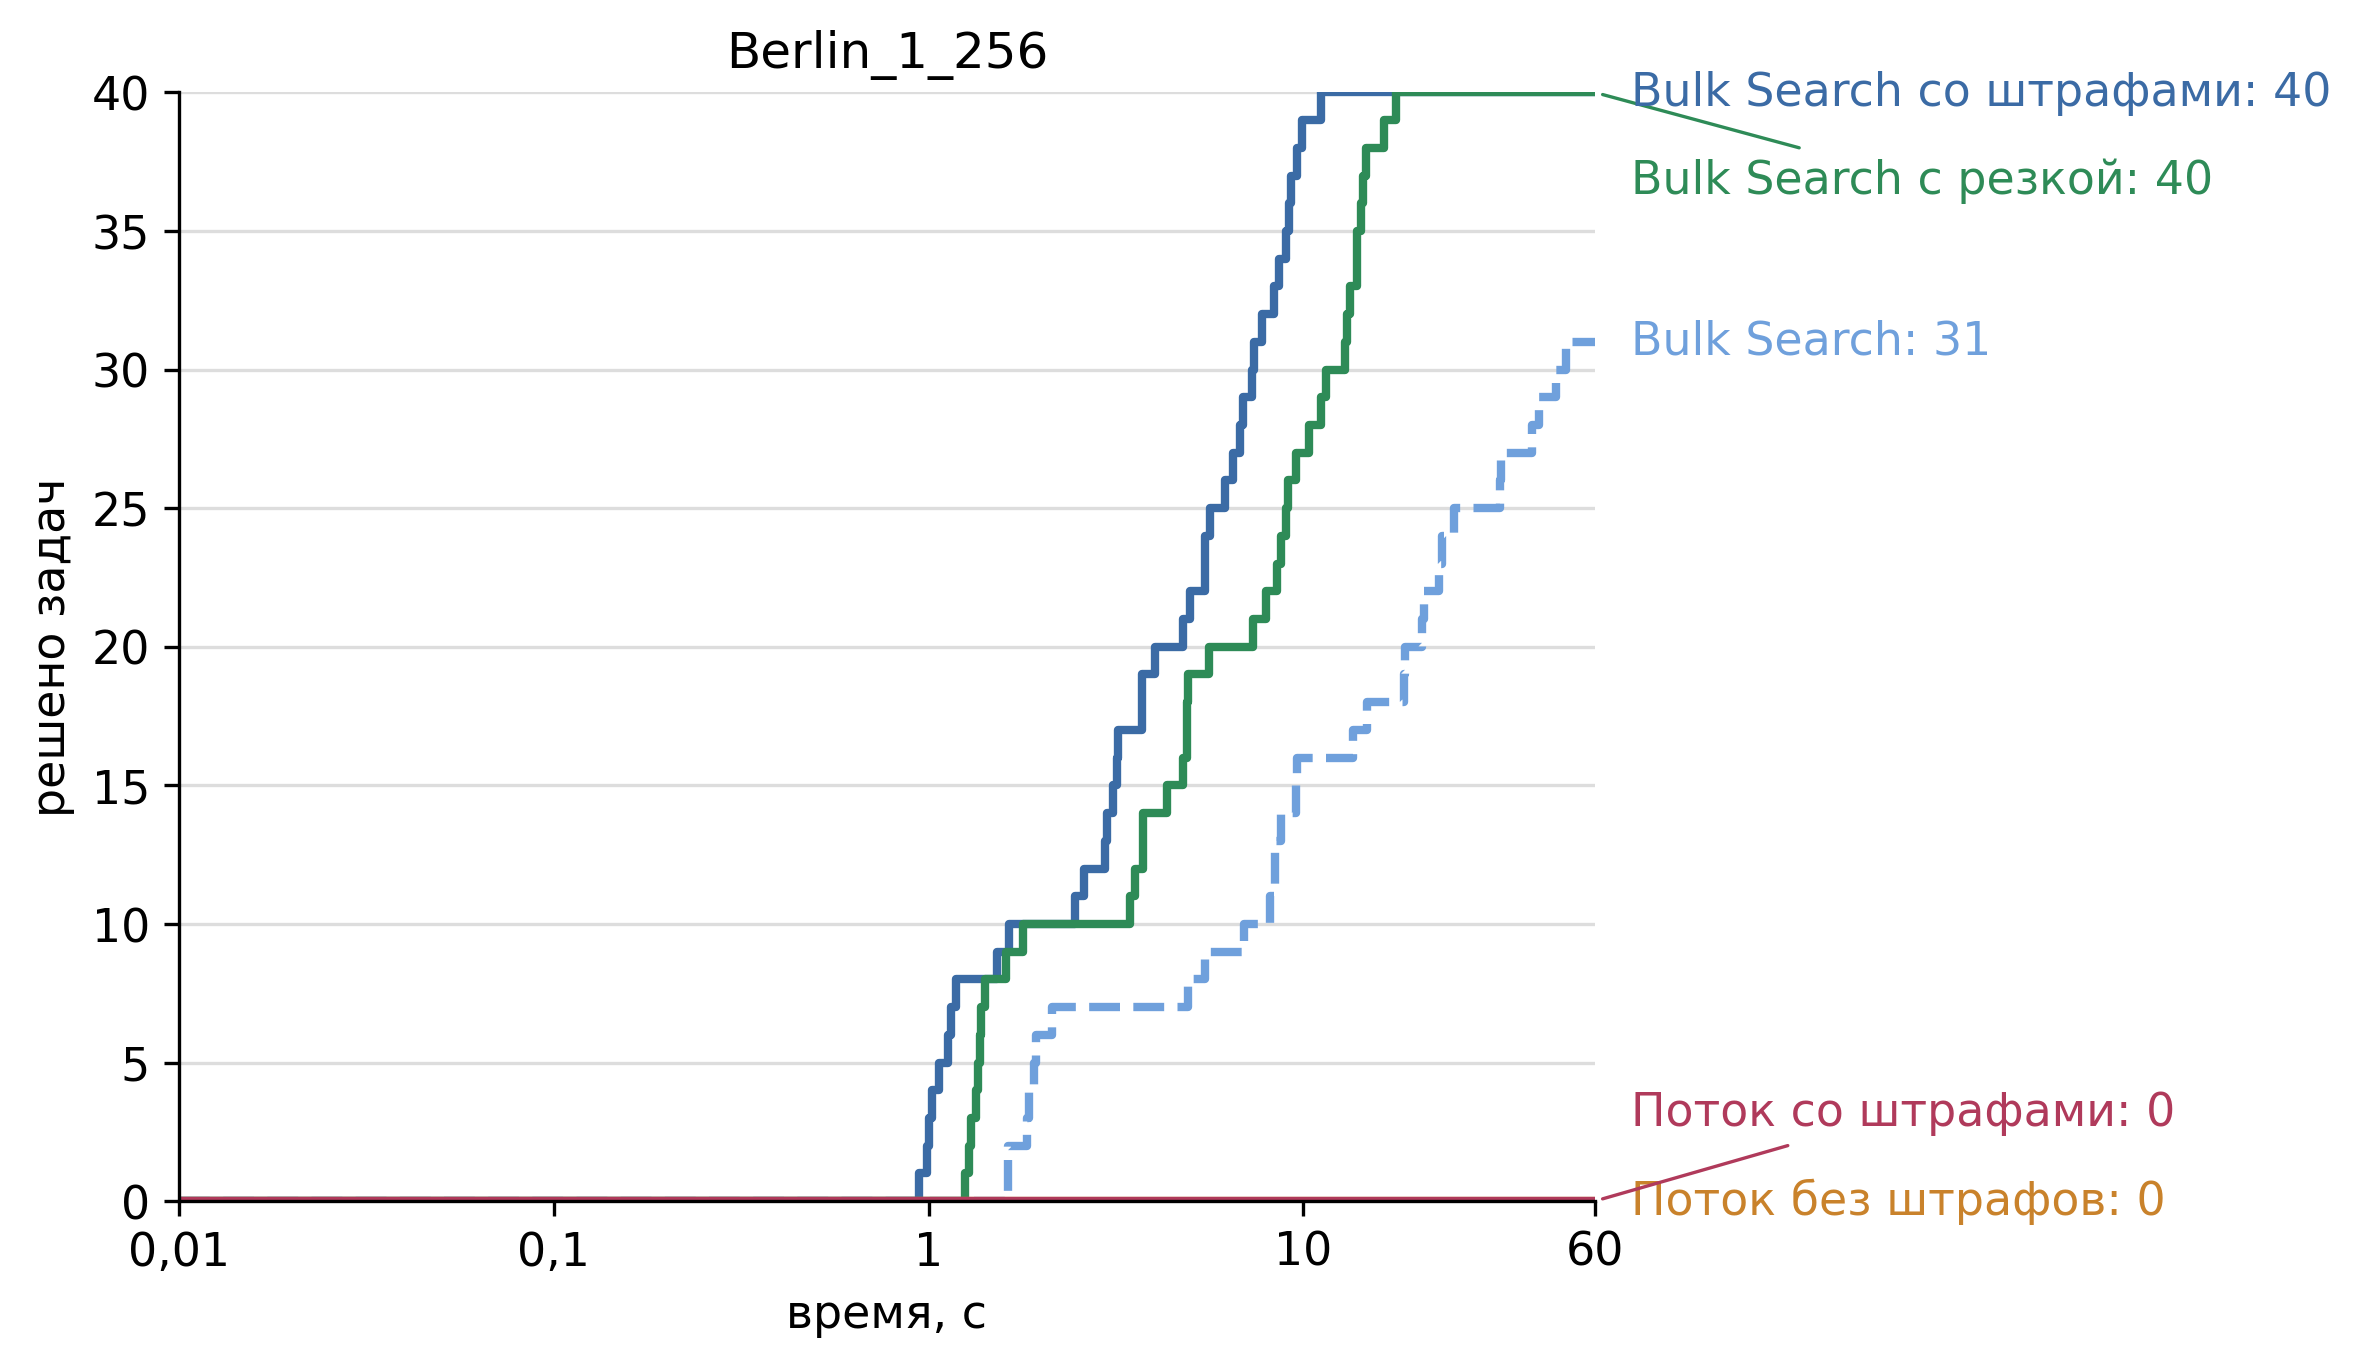 Berlin_1_256
40
35
30
25
20
15
10
5
0
решено задач
0,01
0,1
1
10
60
время, с
Bulk Search со штрафами: 40
Bulk Search с резкой: 40
Bulk Search: 31
Поток со штрафами: 0
Поток без штрафов: 0